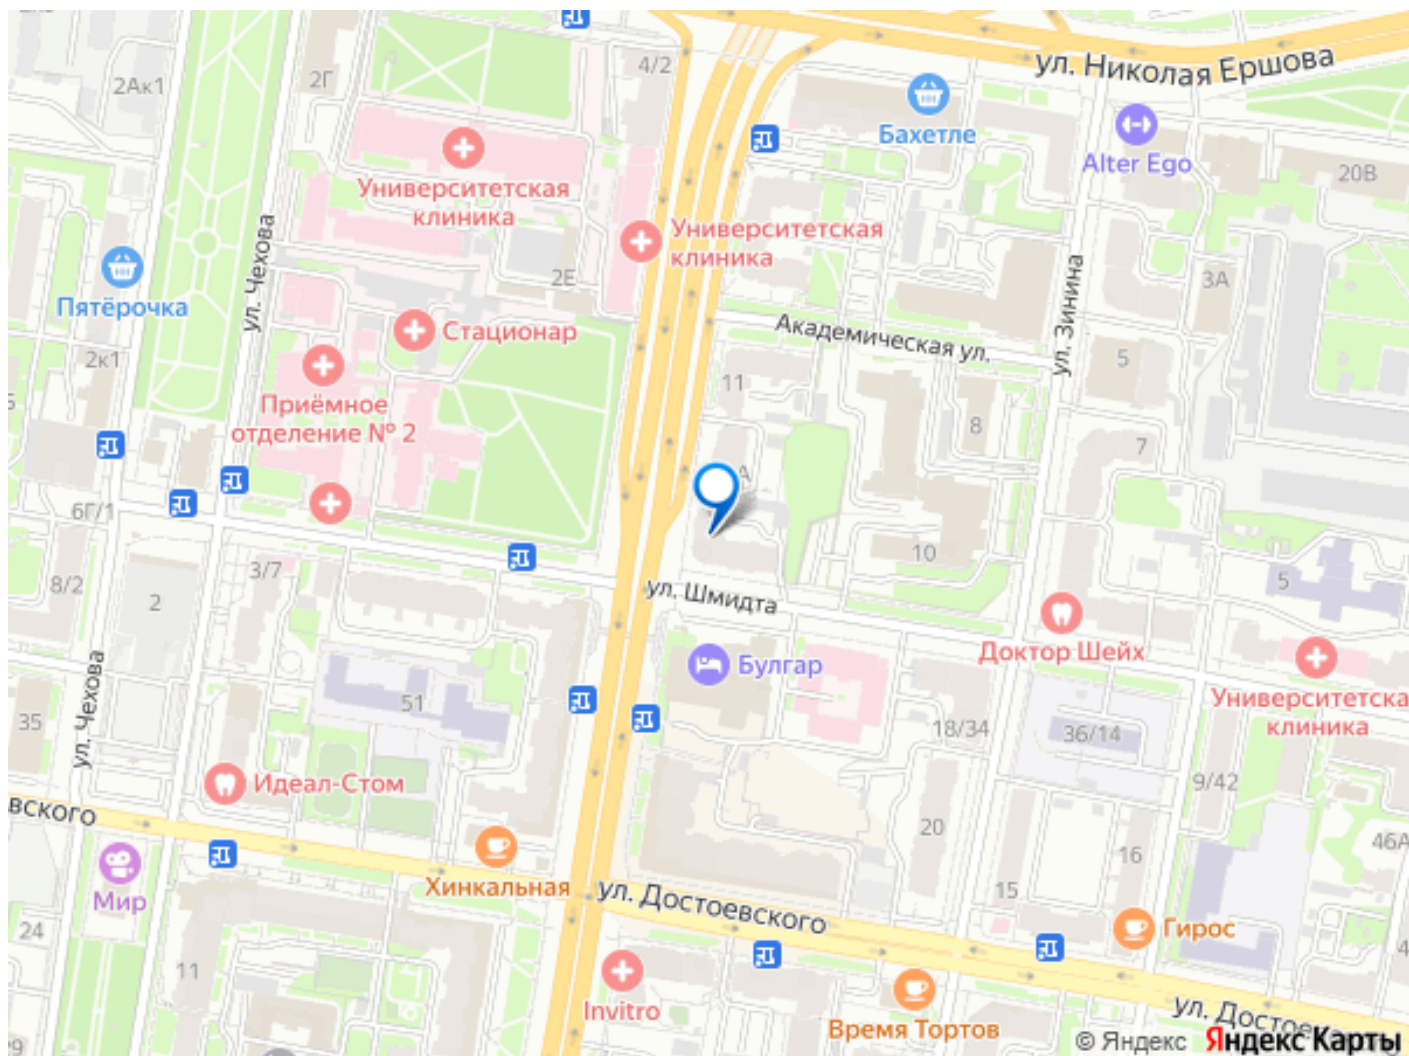 4/2
ул. Николая Ершова
2Г
2Ак1
Бахетле
Alter Ego
20В
Университетская
клиника
Университетская
клиника
ул. Чехова
2Е
3А
Пятёрочка
ул. Зинина
Стационар
Академическая ул.
2к1
5
11
Приёмное
отделение № 2
8
7
6Г/1
10
3/7
5
8/2
2
ул. Шмидта
Доктор Шейх
Булгар
Университетска
клиника
ул. Чехова
51
35
18/34
36/14
Идеал-Стом
9/42
вского
20
46А
16
Хинкальная
Мир
15
ул. Достоевского
Гирос
24
11
Invitro
ул. Достоевс
Время Тортов
© Яндекс Яндекс Карты